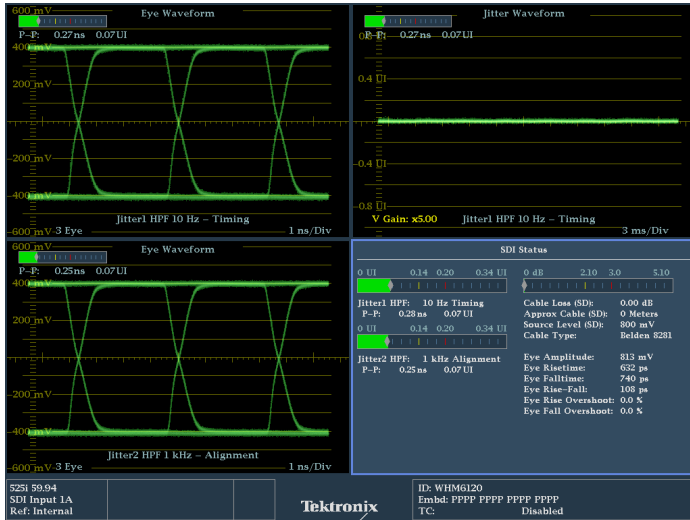 Eye Waveform
600 mV
P-P: 0.27 ns 0.07 UI
400 mV
200 mV
-200 mV
-400 mV
Jitter1 HPF 10 Hz – Timing
-600 mV 3 Eye
1 ns/Div
Jitter Waveform
P-P: 0.27 ns 0.07 UI
0.4 UI
-0.4 UI
-0.8 UI
V Gain: x5.00
Jitter1 HPF 10 Hz – Timing
3 ms/Div
Eye Waveform
600 mV
P-P: 0.25 ns 0.07 UI
400 mV
200 mV
-200 mV
-400 mV
Jitter2 HPF 1 kHz – Alignment
-600 mV 3 Eye
1 ns/Div
SDI Status
0 UI 0.14 0.20 0.34 UI
Jitter1 HPF: 10 Hz Timing
P-P: 0.28 ns 0.07 UI
0 UI 0.14 0.20 0.34 UI
Jitter2 HPF: 1 kHz Alignment
P-P: 0.25 ns 0.07 UI
0 dB 2.10 3.0 5.10
Cable Loss (SD): 0.00 dB
Approx Cable (SD): 0 Meters
Source Level (SD): 800 mV
Cable Type: Belden 8281
Eye Amplitude: 813 mV
Eye Risetime: 632 ps
Eye Falltime: 740 ps
Eye Rise-Fall: 108 ps
Eye Rise Overshoot: 0.0 %
Eye Fall Overshoot: 0.0 %
525i 59.94
SDI Input 1A
Ref: Internal
Tektronix
ID: WHM6120
Embd: PPPP PPPP PPPP PPPP
TC: Disabled